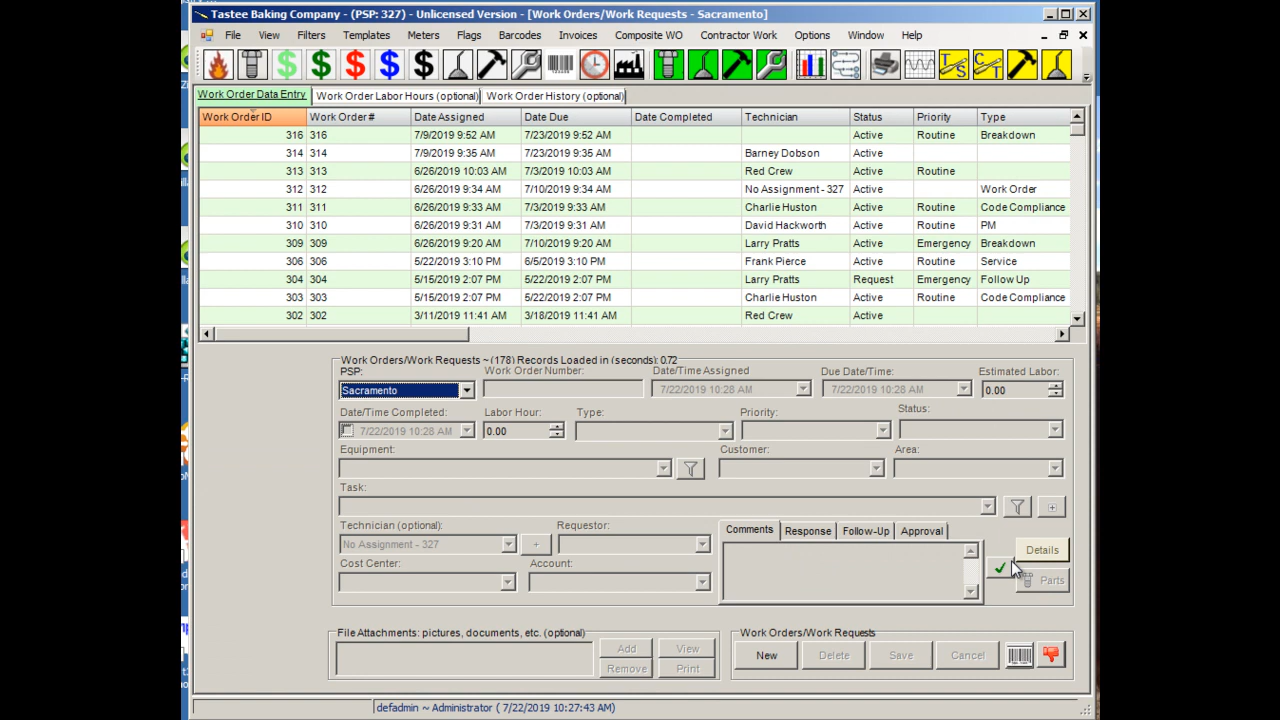 Tastee Baking Company - (PSP: 327) - Unlicensed Version - [Work Orders/Work Requests - Sacramento]
File View Filters Templates Meters Flags Barcodes Invoices Composite WO Contractor Work Options Window Help
$ $ $ $ $ T/S C/T
Work Order Data Entry Work Order Labor Hours (optional) Work Order History (optional)
Work Order ID Work Order # Date Assigned Date Due Date Completed Technician Status Priority Type
316 316 7/9/2019 9:52 AM 7/23/2019 9:52 AM Active Routine Breakdown
314 314 7/9/2019 9:35 AM 7/23/2019 9:35 AM Barney Dobson Active
313 313 6/26/2019 10:03 AM 7/3/2019 10:03 AM Red Crew Active Routine
312 312 6/26/2019 9:34 AM 7/10/2019 9:34 AM No Assignment - 327 Active Work Order
311 311 6/26/2019 9:33 AM 7/3/2019 9:33 AM Charlie Huston Active Routine Code Compliance
310 310 6/26/2019 9:31 AM 7/3/2019 9:31 AM David Hackworth Active Routine PM
309 309 6/26/2019 9:20 AM 7/10/2019 9:20 AM Larry Pratts Active Emergency Breakdown
306 306 5/22/2019 3:10 PM 6/5/2019 3:10 PM Frank Pierce Active Routine Service
304 304 5/15/2019 2:07 PM 5/22/2019 2:07 PM Larry Pratts Request Emergency Follow Up
303 303 5/15/2019 2:07 PM 5/22/2019 2:07 PM Charlie Huston Active Routine Code Compliance
302 302 3/11/2019 11:41 AM 3/18/2019 11:41 AM Red Crew Active
Work Orders/Work Requests ~ (178) Records Loaded in (seconds): 0.72
PSP: Work Order Number: Date/Time Assigned Due Date/Time: Estimated Labor:
Sacramento 7/22/2019 10:28 AM 7/22/2019 10:28 AM 0.00
Date/Time Completed: Labor Hour: Type: Priority: Status:
7/22/2019 10:28 AM 0.00
Equipment: Customer: Area:
Task:
Technician (optional): Requestor: Comments Response Follow-Up Approval
No Assignment - 327 + Details
Cost Center: Account: Parts
File Attachments: pictures, documents, etc. (optional) Work Orders/Work Requests
Add View New Delete Save Cancel
Remove Print
defadmin ~ Administrator ( 7/22/2019 10:27:43 AM)